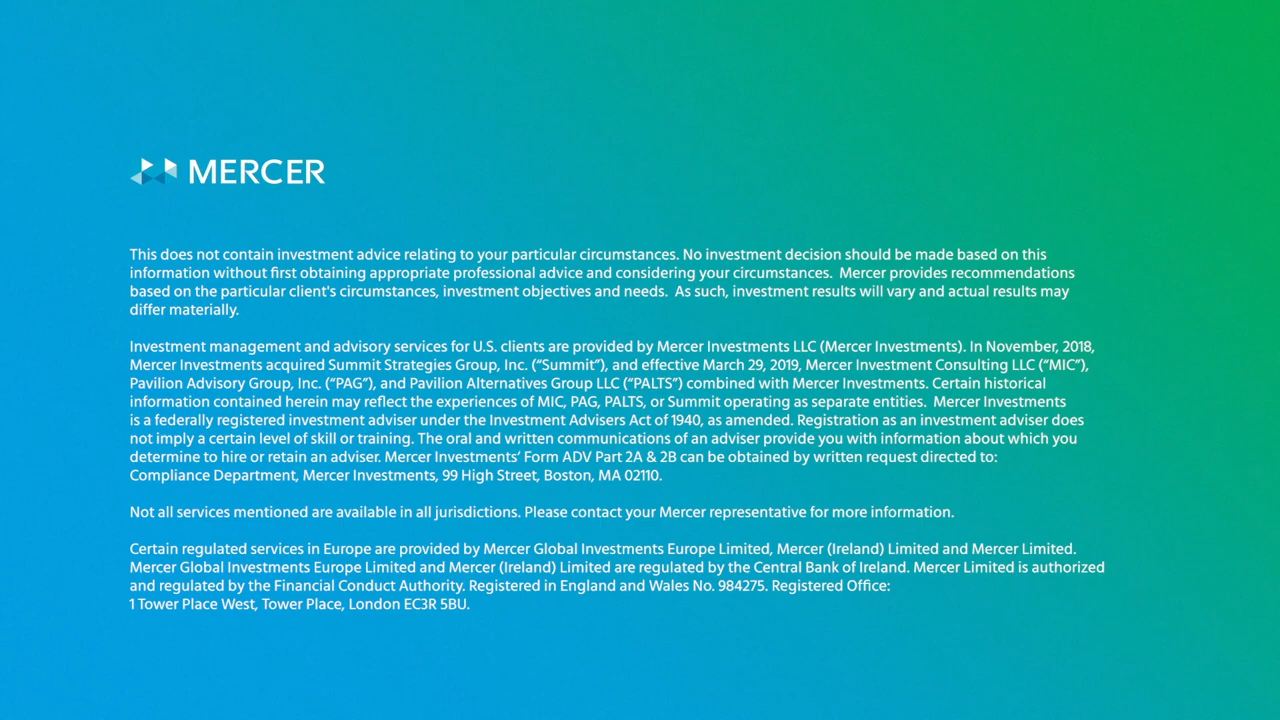 MERCER
This does not contain investment advice relating to your particular circumstances. No investment decision should be made based on this
information without first obtaining appropriate professional advice and considering your circumstances.  Mercer provides recommendations
based on the particular client's circumstances, investment objectives and needs.  As such, investment results will vary and actual results may
differ materially.
Investment management and advisory services for U.S. clients are provided by Mercer Investments LLC (Mercer Investments). In November, 2018,
Mercer Investments acquired Summit Strategies Group, Inc. (“Summit”), and effective March 29, 2019, Mercer Investment Consulting LLC (“MIC”),
Pavilion Advisory Group, Inc. (“PAG”), and Pavilion Alternatives Group LLC (“PALTS”) combined with Mercer Investments. Certain historical
information contained herein may reflect the experiences of MIC, PAG, PALTS, or Summit operating as separate entities.  Mercer Investments
is a federally registered investment adviser under the Investment Advisers Act of 1940, as amended. Registration as an investment adviser does
not imply a certain level of skill or training. The oral and written communications of an adviser provide you with information about which you
determine to hire or retain an adviser. Mercer Investments’ Form ADV Part 2A & 2B can be obtained by written request directed to:
Compliance Department, Mercer Investments, 99 High Street, Boston, MA 02110.
Not all services mentioned are available in all jurisdictions. Please contact your Mercer representative for more information.
Certain regulated services in Europe are provided by Mercer Global Investments Europe Limited, Mercer (Ireland) Limited and Mercer Limited.
Mercer Global Investments Europe Limited and Mercer (Ireland) Limited are regulated by the Central Bank of Ireland. Mercer Limited is authorized
and regulated by the Financial Conduct Authority. Registered in England and Wales No. 984275. Registered Office:
1 Tower Place West, Tower Place, London EC3R 5BU.